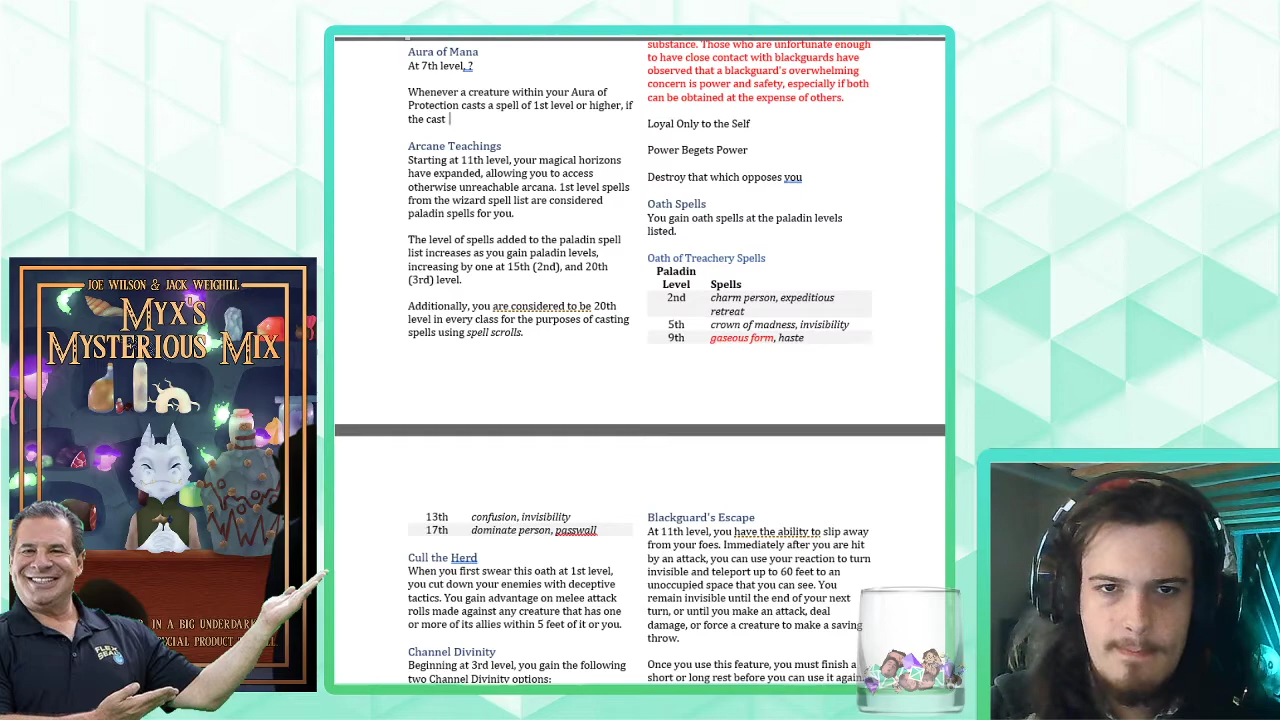 JOE WILSON & JACK WEIGHILL
MYX'S
MYSTERIOUS MIX
IN A BIG UNDERDARK
Aura of Mana
At 7th level, ?
Whenever a creature within your Aura of
Protection casts a spell of 1st level or higher, if
the cast
Arcane Teachings
Starting at 11th level, your magical horizons
have expanded, allowing you to access
otherwise unreachable arcana. 1st level spells
from the wizard spell list are considered
paladin spells for you.
The level of spells added to the paladin spell
list increases as you gain paladin levels,
increasing by one at 15th (2nd), and 20th
(3rd) level.
Additionally, you are considered to be 20th
level in every class for the purposes of casting
spells using spell scrolls.
substance. Those who are unfortunate enough
to have close contact with blackguards have
observed that a blackguard's overwhelming
concern is power and safety, especially if both
can be obtained at the expense of others.
Loyal Only to the Self
Power Begets Power
Destroy that which opposes you
Oath Spells
You gain oath spells at the paladin levels
listed.
Oath of Treachery Spells
Paladin
Level Spells
2nd charm person, expeditious
retreat
5th crown of madness, invisibility
9th gaseous form, haste
13th confusion, invisibility
17th dominate person, passwall
Cull the Herd
When you first swear this oath at 1st level,
you cut down your enemies with deceptive
tactics. You gain advantage on melee attack
rolls made against any creature that has one
or more of its allies within 5 feet of it or you.
Channel Divinity
Beginning at 3rd level, you gain the following
two Channel Divinity options:
Blackguard's Escape
At 11th level, you have the ability to slip away
from your foes. Immediately after you are hit
by an attack, you can use your reaction to turn
invisible and teleport up to 60 feet to an
unoccupied space that you can see. You
remain invisible until the end of your next
turn, or until you make an attack, deal
damage, or force a creature to make a saving
throw.
Once you use this feature, you must finish a
short or long rest before you can use it again.